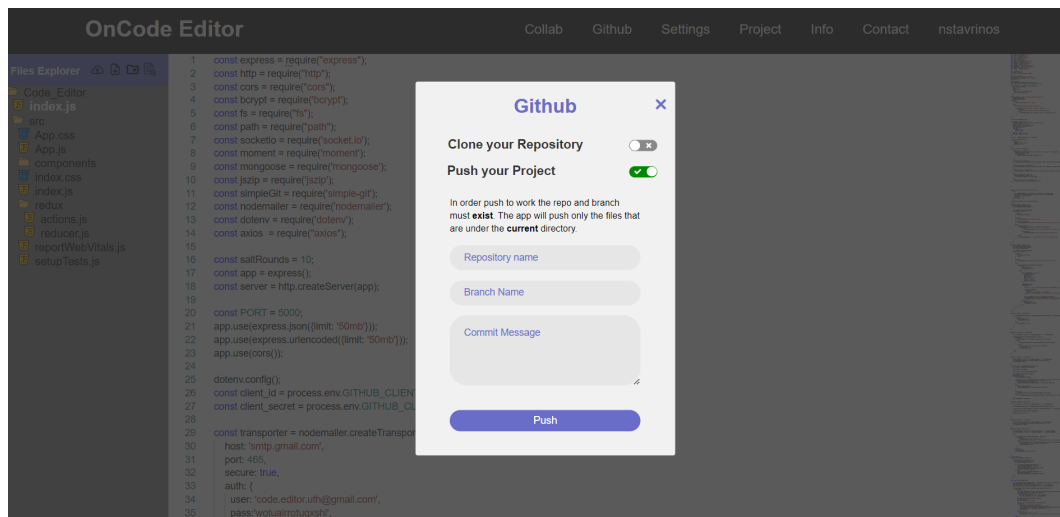 OnCode Editor
Collab Github Settings Project Info Contact nstavrinos
Files Explorer
Code_Editor
index.js
src
App.css
App.js
components
index.css
index.js
redux
actions.js
reducer.js
reportWebVitals.js
setupTests.js
1 const express = require("express");
2 const http = require("http");
3 const cors = require("cors");
4 const bcrypt = require('bcrypt');
5 const fs = require("fs");
6 const path = require("path");
7 const socketio = require('socket.io');
8 const moment = require('moment');
9 const mongoose = require('mongoose');
10 const jszip = require('jszip');
11 const simpleGit = require('simple-git');
12 const nodemailer = require('nodemailer');
13 const dotenv = require('dotenv');
14 const axios = require("axios");
15
16 const saltRounds = 10;
17 const app = express();
18 const server = http.createServer(app);
19
20 const PORT = 5000;
21 app.use(express.json({limit: '50mb'}));
22 app.use(express.urlencoded({limit: '50mb'}));
23 app.use(cors());
24
25 dotenv.config();
26 const client_id = process.env.GITHUB_CLIEN
27 const client_secret = process.env.GITHUB_CL
28
29 const transporter = nodemailer.createTranspor
30 host: 'smtp.gmail.com',
31 port: 465,
32 secure: true,
33 auth: {
34 user: 'code.editor.uth@gmail.com',
35 pass:
Github
Clone your Repository
Push your Project
In order push to work the repo and branch
must exist. The app will push only the files that
are under the current directory.
Repository name
Branch Name
Commit Message
Push